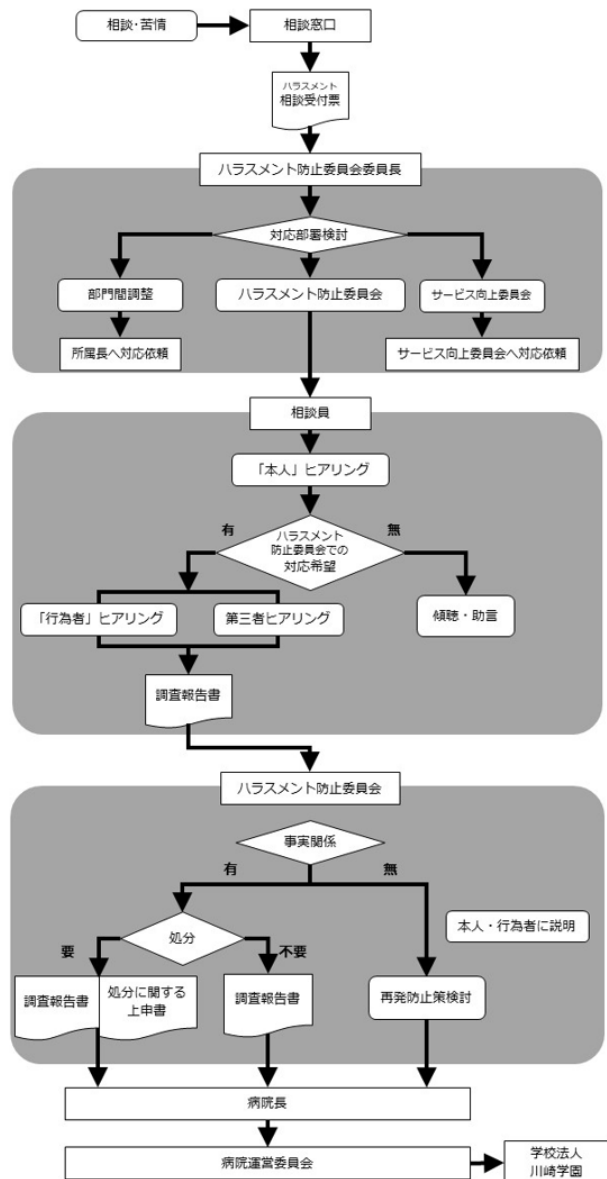 相談・苦情
相談窓口
ハラスメント
相談受付票
ハラスメント防止委員会委員長
対応部署検討
部門間調整
ハラスメント防止委員会
サービス向上委員会
所属長へ対応依頼
サービス向上委員会へ対応依頼
相談員
「本人」ヒアリング
有
ハラスメント
防止委員会での
対応希望
無
「行為者」ヒアリング
第三者ヒアリング
傾聴・助言
調査報告書
ハラスメント防止委員会
事実関係
有
無
処分
本人・行為者に説明
要
不要
調査報告書
処分に関する
上申書
調査報告書
再発防止策検討
病院長
病院運営委員会
学校法人
川崎学園